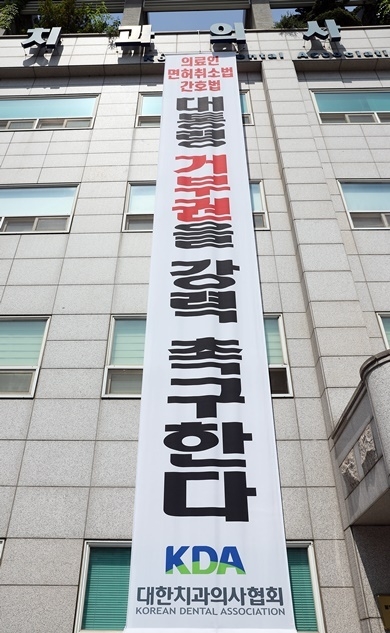 치과의사
Korean Dental Associati
의료인
면허취소법
간호법
대통령 거부권을 강력 촉구한다
KDA
대한치과의사협회
KOREAN DENTAL ASSOCIATION